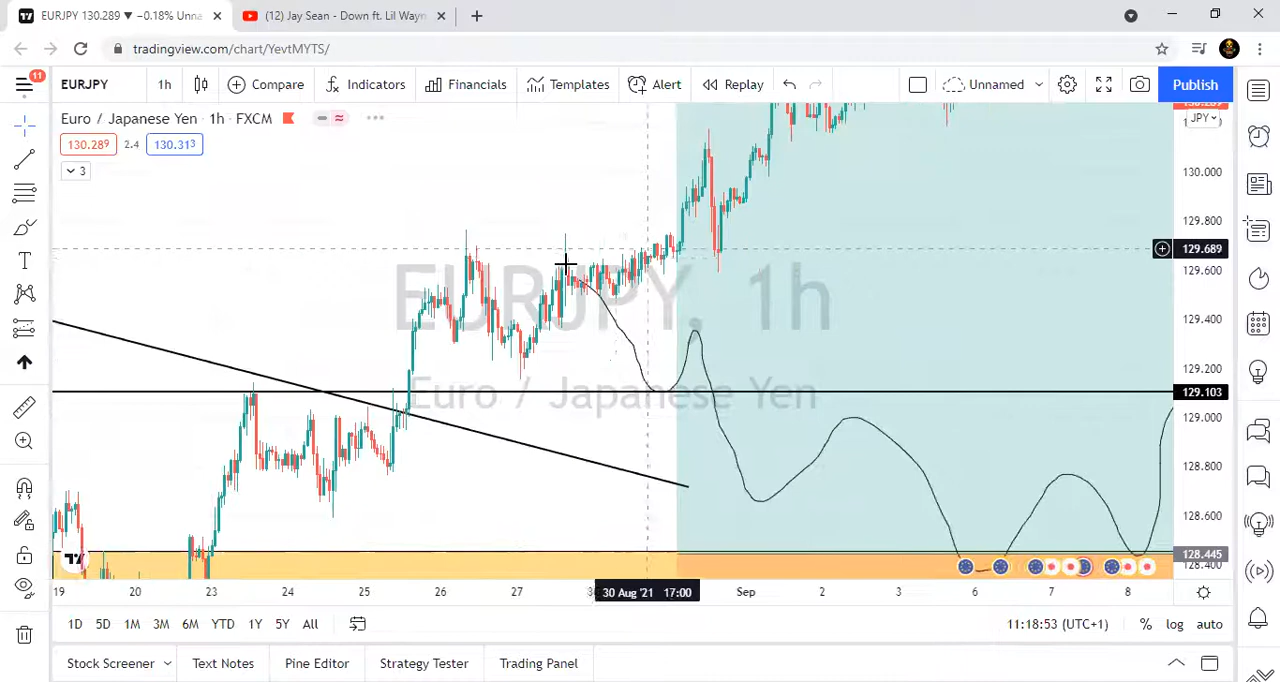 EURJPY 130.289 ▼ −0.18% Unna
(12) Jay Sean - Down ft. Lil Wayn
tradingview.com/chart/YevtMYTS/
11
EURJPY
1h
Compare
Indicators
Financials
Templates
Alert
Replay
Unnamed
Publish
Euro / Japanese Yen · 1h · FXCM
130.289
2.4
130.313
3
JPY
130.000
129.800
129.689
129.600
129.400
129.200
129.103
129.000
128.800
128.600
128.445
128.400
EURJPY, 1h
Euro / Japanese Yen
19
20
23
24
25
26
27
30 Aug '21 17:00
Sep
2
3
6
7
8
1D
5D
1M
3M
6M
YTD
1Y
5Y
All
11:18:53 (UTC+1)
%
log
auto
Stock Screener
Text Notes
Pine Editor
Strategy Tester
Trading Panel